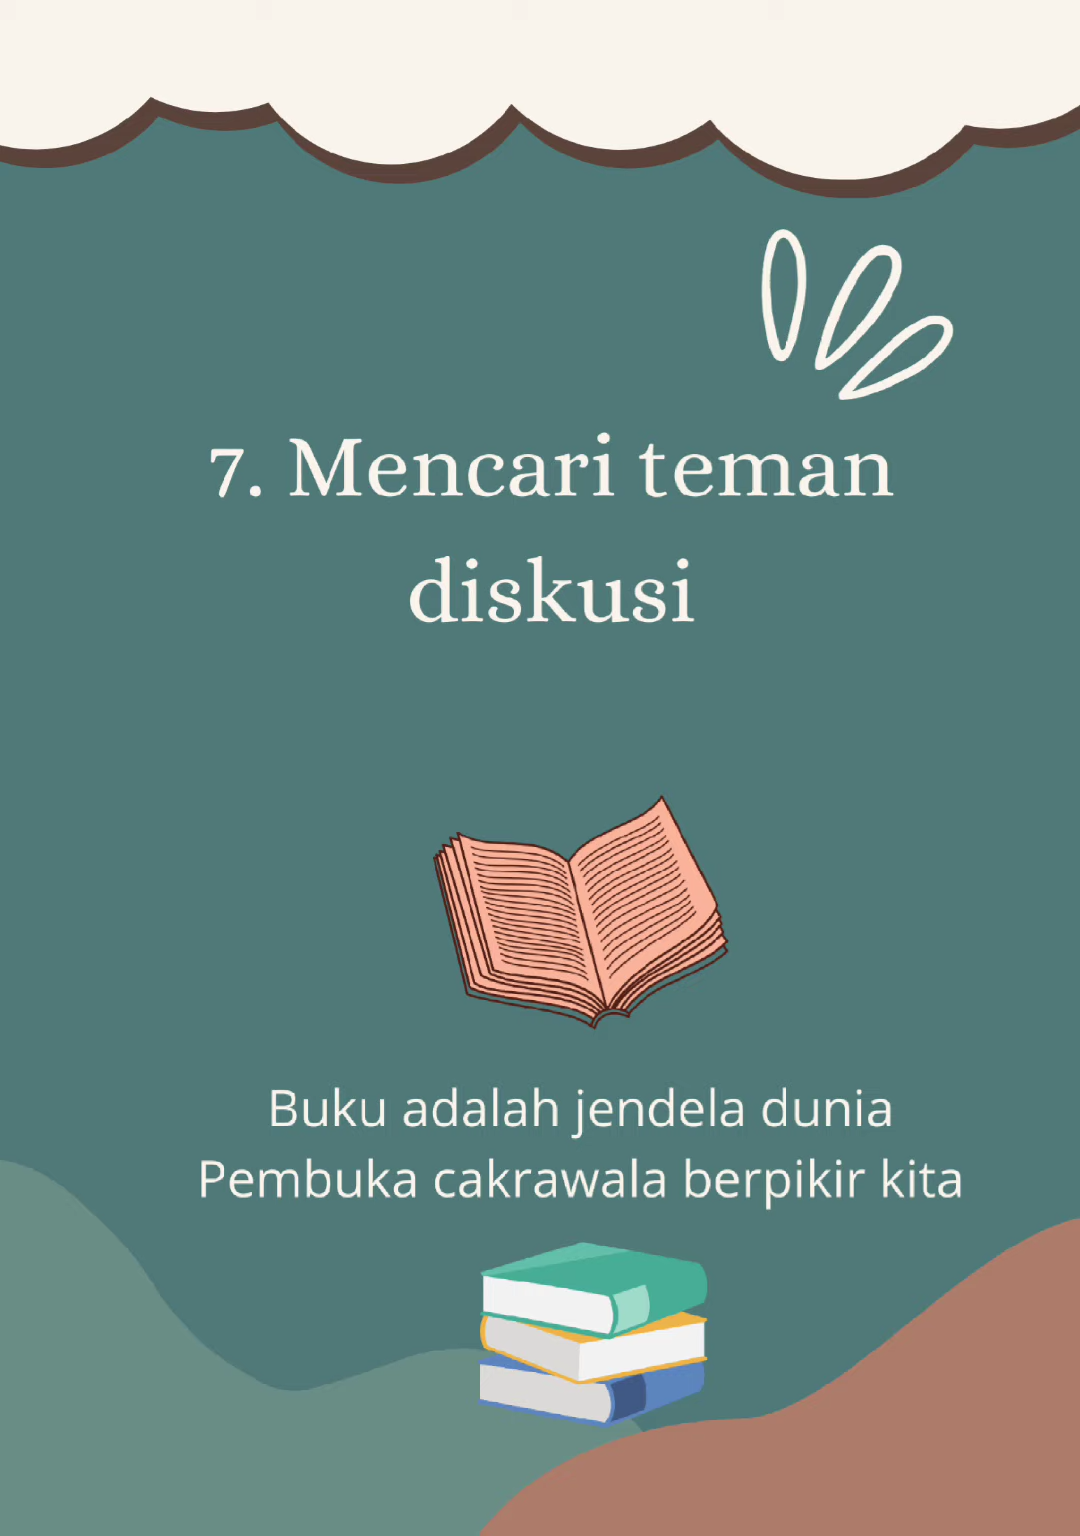 7. Mencari teman
diskusi
Buku adalah jendela dunia
Pembuka cakrawala berpikir kita